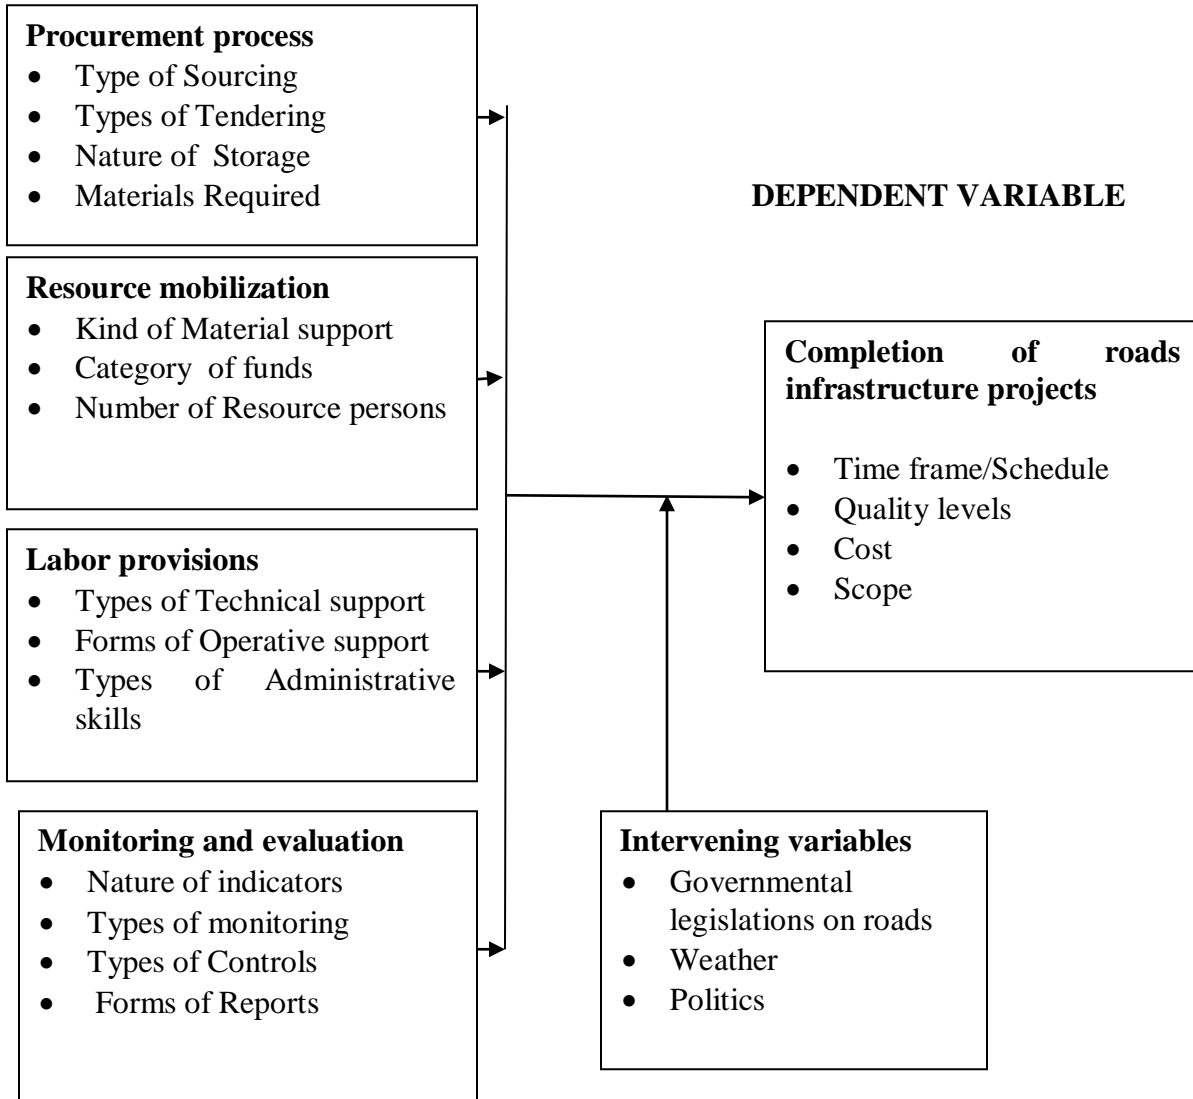 Procurement process
• Type of Sourcing
• Types of Tendering
• Nature of Storage
• Materials Required
DEPENDENT VARIABLE
Resource mobilization
• Kind of Material support
• Category of funds
• Number of Resource persons
Completion of roads
infrastructure projects
• Time frame/Schedule
• Quality levels
• Cost
• Scope
Labor provisions
• Types of Technical support
• Forms of Operative support
• Types of Administrative
skills
Monitoring and evaluation
• Nature of indicators
• Types of monitoring
• Types of Controls
• Forms of Reports
Intervening variables
• Governmental
legislations on roads
• Weather
• Politics